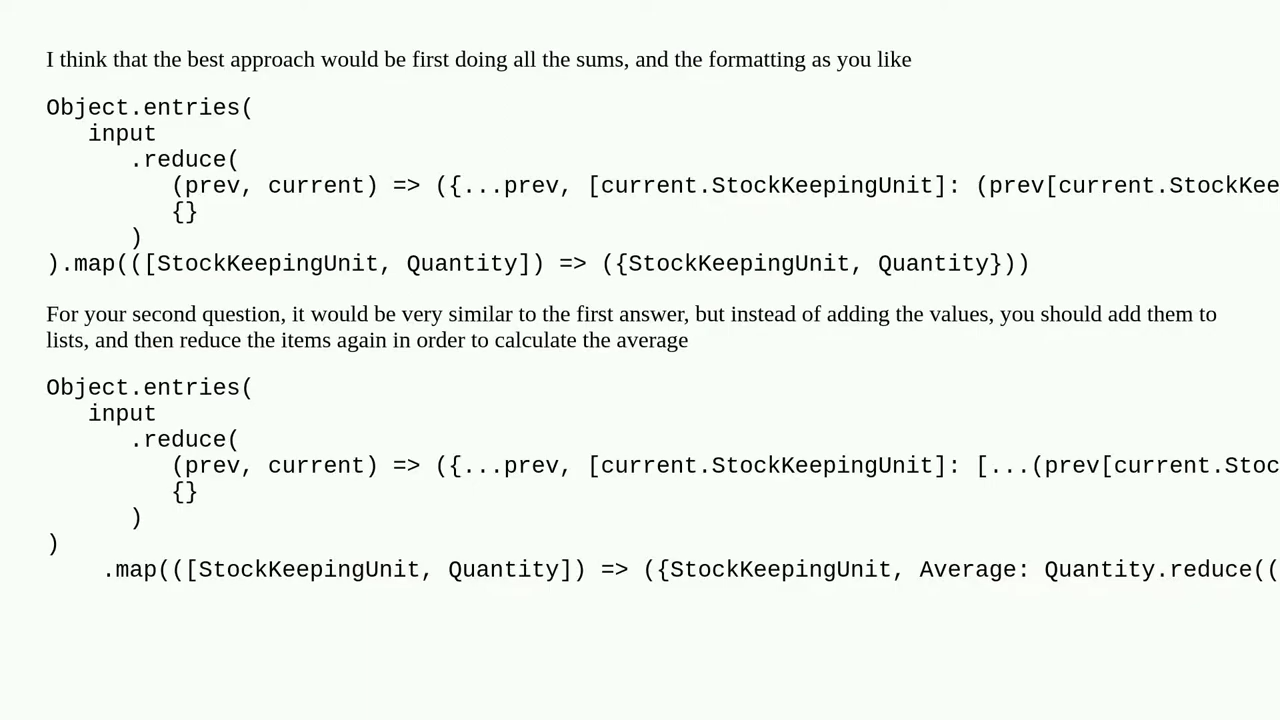 I think that the best approach would be first doing all the sums, and the formatting as you like
Object.entries(
   input
      .reduce(
         (prev, current) => ({...prev, [current.StockKeepingUnit]: (prev[current.StockKee
         {}
      )
).map(([StockKeepingUnit, Quantity]) => ({StockKeepingUnit, Quantity}))
For your second question, it would be very similar to the first answer, but instead of adding the values, you should add them to
lists, and then reduce the items again in order to calculate the average
Object.entries(
   input
      .reduce(
         (prev, current) => ({...prev, [current.StockKeepingUnit]: [...(prev[current.Stoc
         {}
      )
)
    .map(([StockKeepingUnit, Quantity]) => ({StockKeepingUnit, Average: Quantity.reduce((